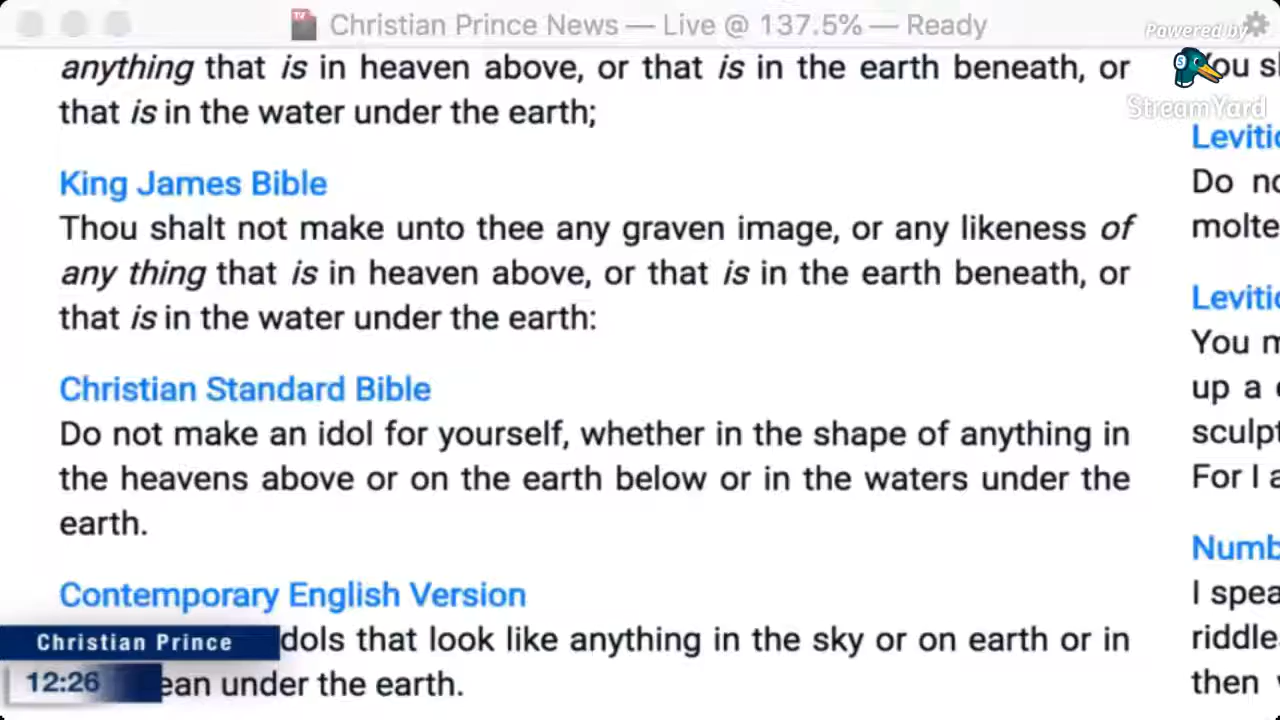 Christian Prince News — Live @ 137.5% — Ready
Powered by
StreamYard
anything that is in heaven above, or that is in the earth beneath, or
that is in the water under the earth;
King James Bible
Thou shalt not make unto thee any graven image, or any likeness of
any thing that is in heaven above, or that is in the earth beneath, or
that is in the water under the earth:
Christian Standard Bible
Do not make an idol for yourself, whether in the shape of anything in
the heavens above or on the earth below or in the waters under the
earth.
Contemporary English Version
dols that look like anything in the sky or on earth or in
ean under the earth.
You s
Leviti
Do no
molte
Leviti
You m
up a
sculpt
For I a
Numb
I spea
riddle
then
Christian Prince
12:26